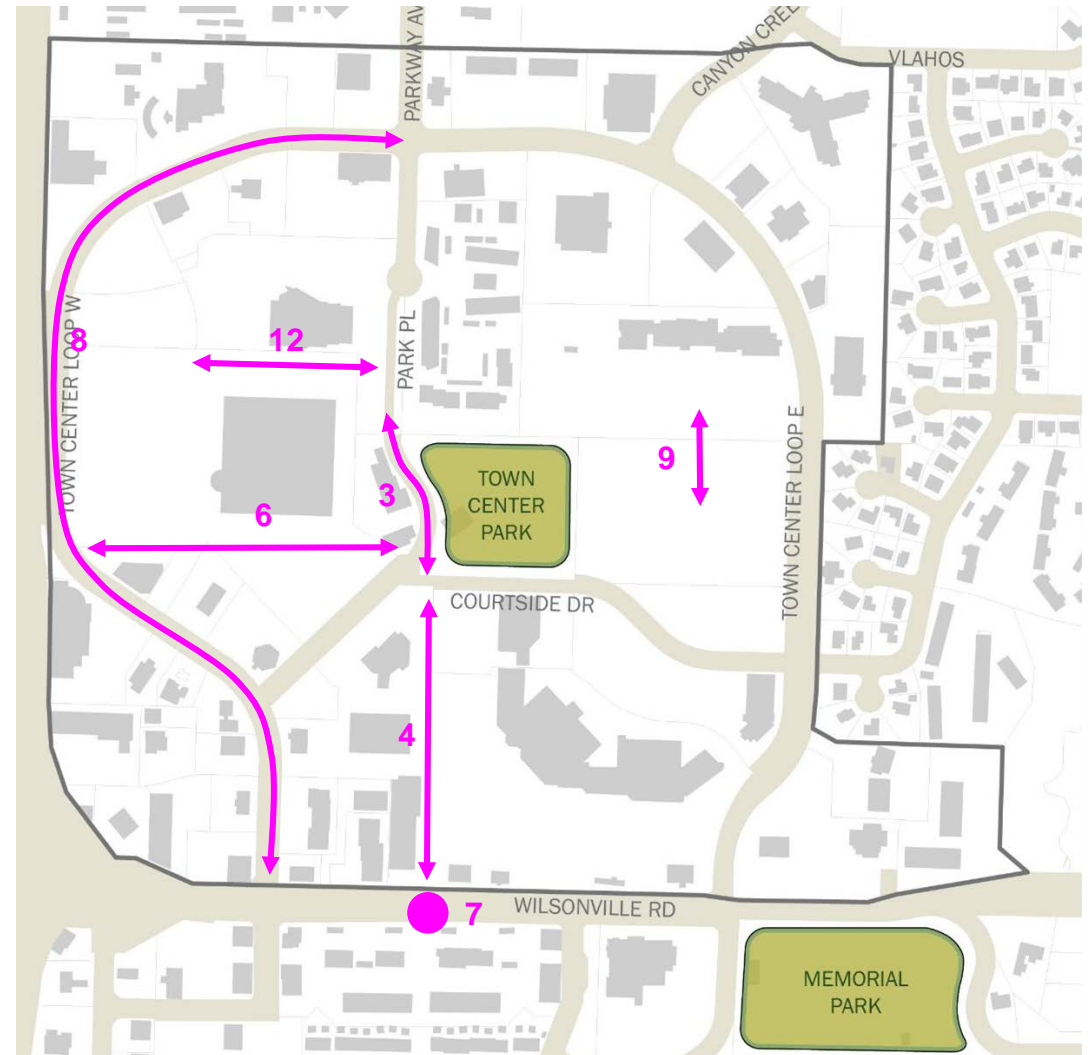 PARKWAY AV
CANYON CREE
VLAHOS
TOWN CENTER LOOP W
8
12
PARK PL
TOWN CENTER LOOP E
9
3
TOWN
CENTER
PARK
6
COURTSIDE DR
4
7
WILSONVILLE RD
MEMORIAL
PARK